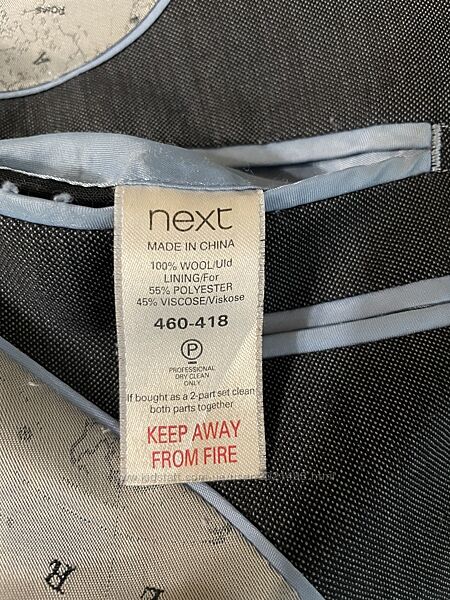 next
MADE IN CHINA
100% WOOL/Uld
LINING/For
55% POLYESTER
45% VISCOSE/Viskose
460-418
P
PROFESSIONAL
DRY CLEAN
ONLY
If bought as a 2-part set clean
both parts together
KEEP AWAY
FROM FIRE